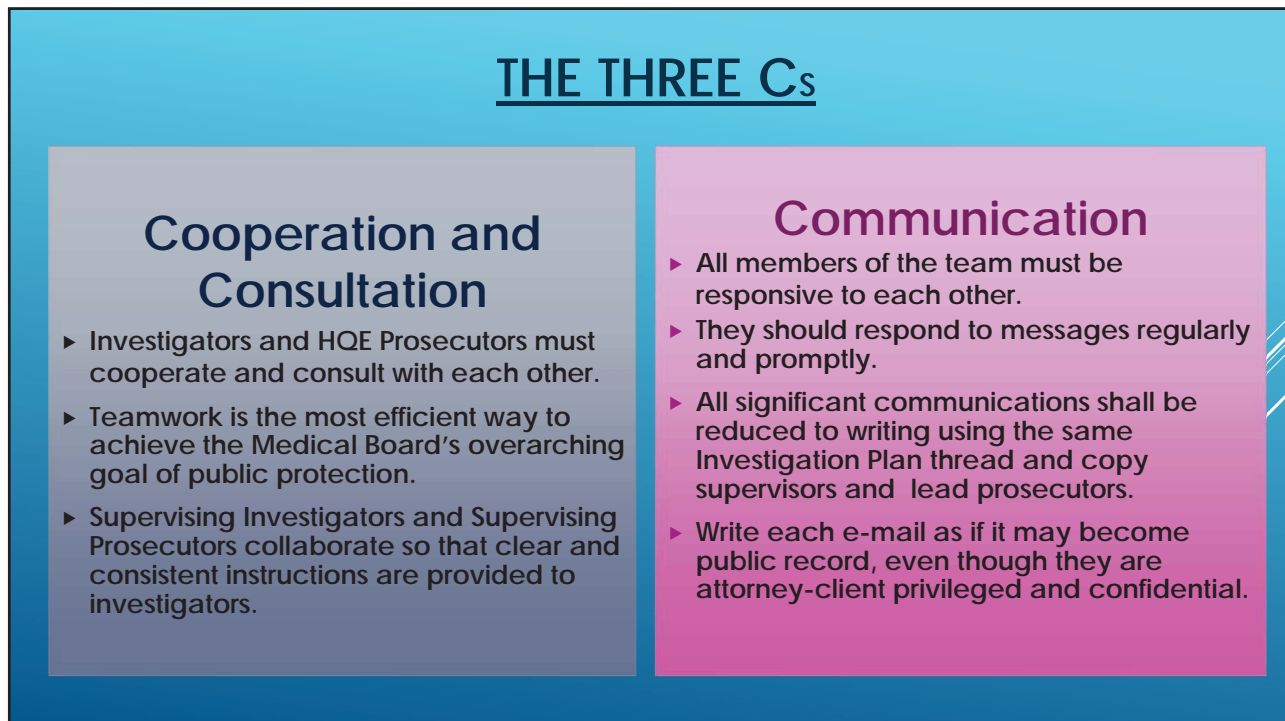 THE THREE Cs
Cooperation and
Consultation
▶ Investigators and HQE Prosecutors must
cooperate and consult with each other.
▶ Teamwork is the most efficient way to
achieve the Medical Board's overarching
goal of public protection.
▶ Supervising Investigators and Supervising
Prosecutors collaborate so that clear and
consistent instructions are provided to
investigators.
Communication
▶ All members of the team must be
responsive to each other.
▶ They should respond to messages regularly
and promptly.
▶ All significant communications shall be
reduced to writing using the same
Investigation Plan thread and copy
supervisors and lead prosecutors.
▶ Write each e-mail as if it may become
public record, even though they are
attorney-client privileged and confidential.